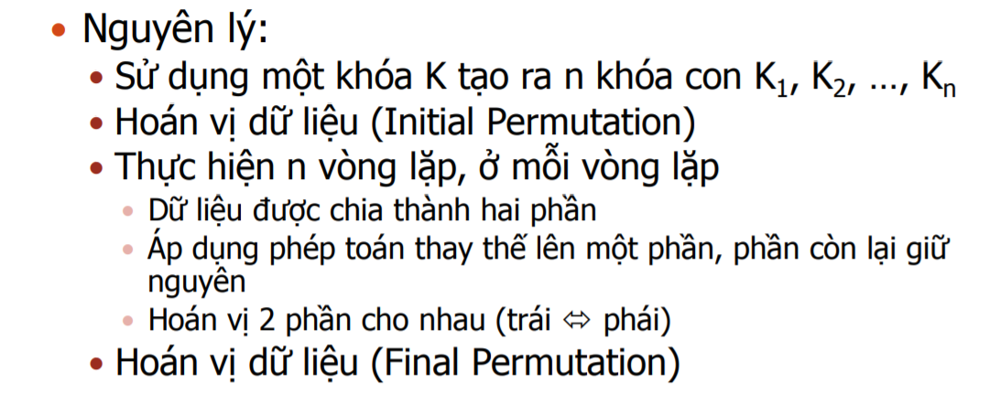 • Nguyên lý:
• Sử dụng một khóa K tạo ra n khóa con K₁, K₂, …, Kₙ
• Hoán vị dữ liệu (Initial Permutation)
• Thực hiện n vòng lặp, ở mỗi vòng lặp
• Dữ liệu được chia thành hai phần
• Áp dụng phép toán thay thế lên một phần, phần còn lại giữ
nguyên
• Hoán vị 2 phần cho nhau (trái ⇔ phái)
• Hoán vị dữ liệu (Final Permutation)